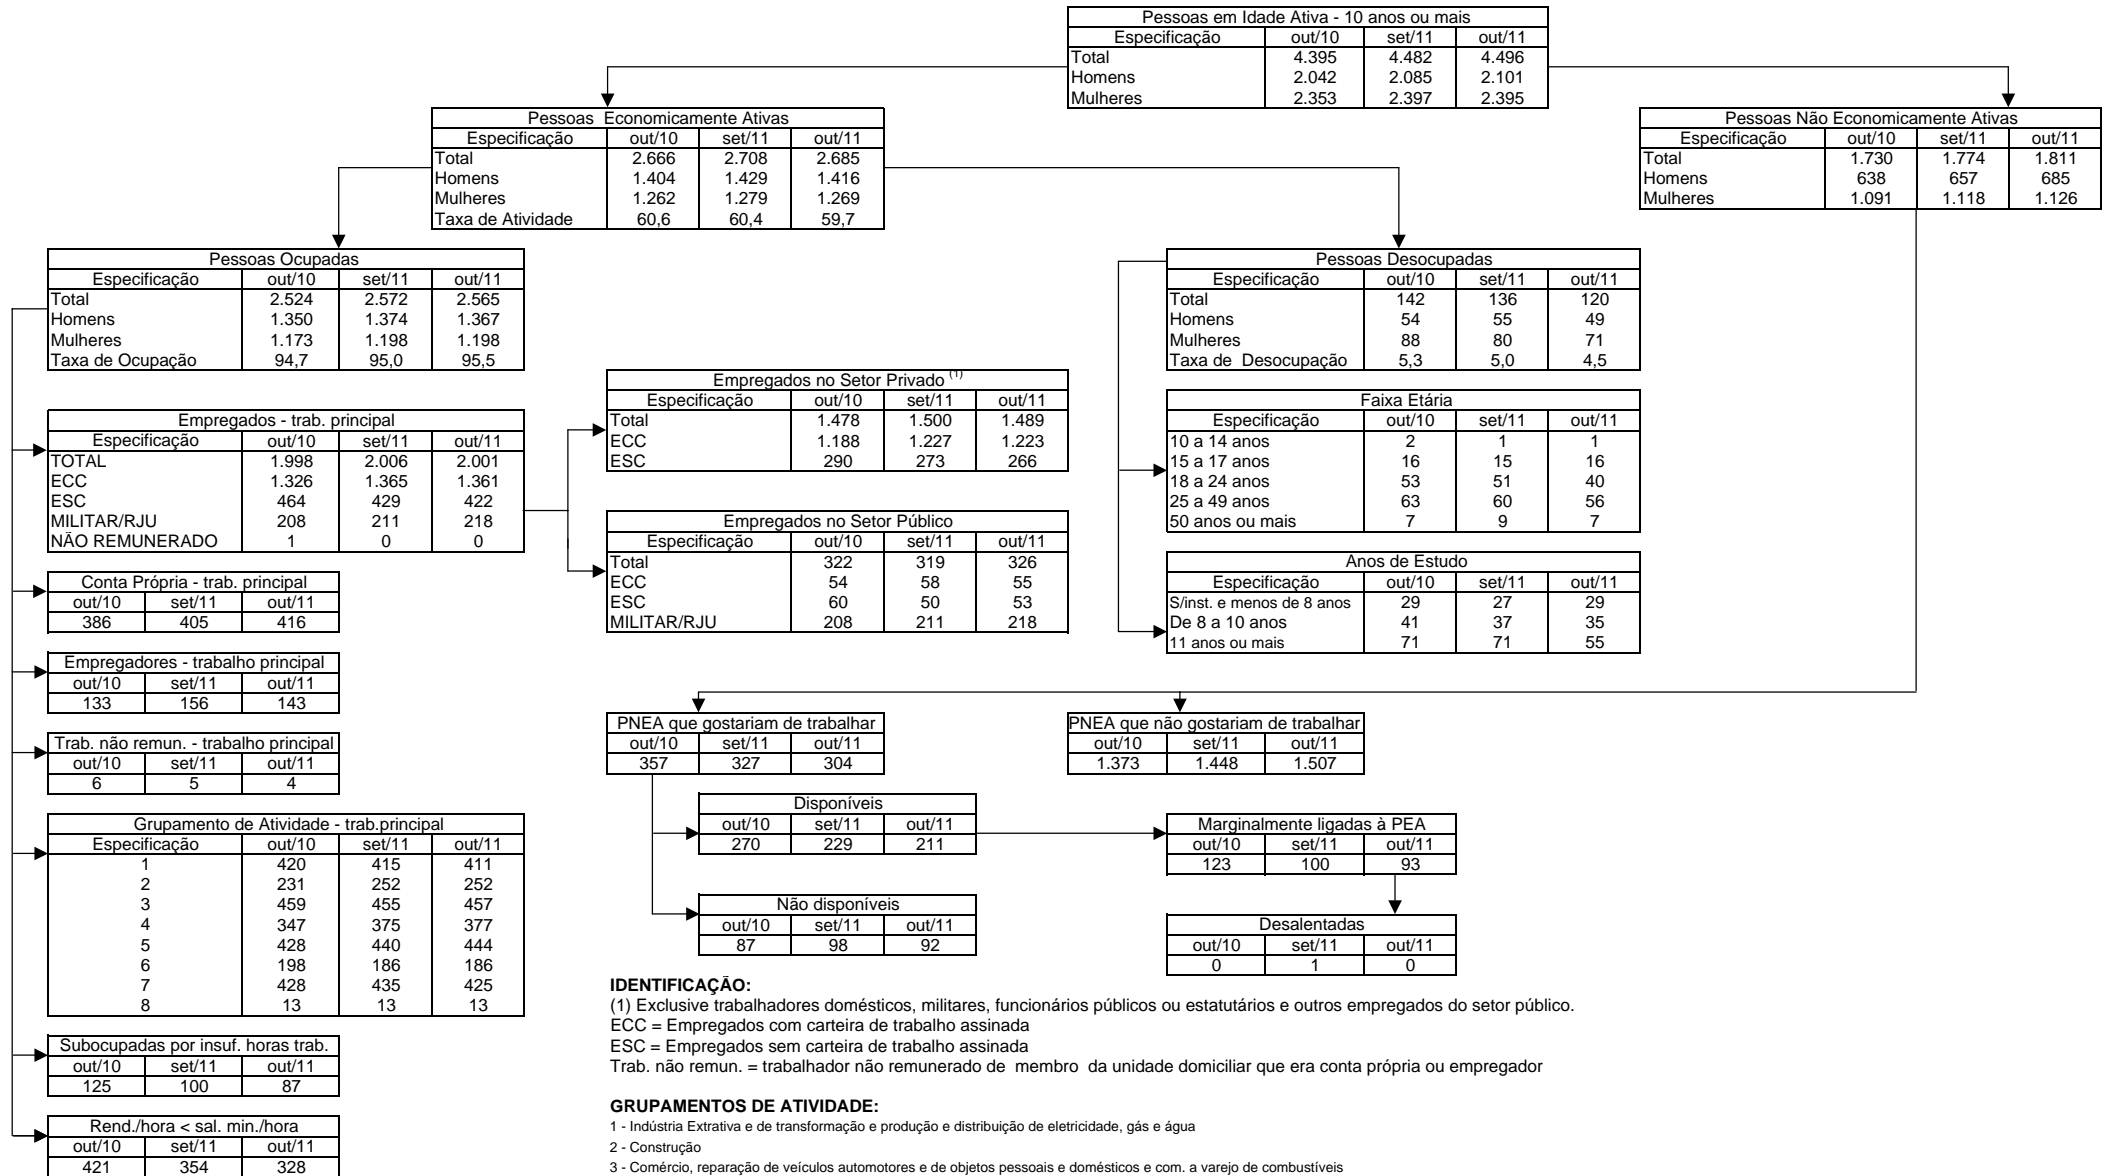 Pessoas em Idade Ativa - 10 anos ou mais
Especificação out/10 set/11 out/11
Total 4.395 4.482 4.496
Homens 2.042 2.085 2.101
Mulheres 2.353 2.397 2.395
Pessoas Economicamente Ativas
Especificação out/10 set/11 out/11
Total 2.666 2.708 2.685
Homens 1.404 1.429 1.416
Mulheres 1.262 1.279 1.269
Taxa de Atividade 60,6 60,4 59,7
Pessoas Não Economicamente Ativas
Especificação out/10 set/11 out/11
Total 1.730 1.774 1.811
Homens 638 657 685
Mulheres 1.091 1.118 1.126
Pessoas Ocupadas
Especificação out/10 set/11 out/11
Total 2.524 2.572 2.565
Homens 1.350 1.374 1.367
Mulheres 1.173 1.198 1.198
Taxa de Ocupação 94,7 95,0 95,5
Pessoas Desocupadas
Especificação out/10 set/11 out/11
Total 142 136 120
Homens 54 55 49
Mulheres 88 80 71
Taxa de Desocupação 5,3 5,0 4,5
Empregados - trab. principal
Especificação out/10 set/11 out/11
TOTAL 1.998 2.006 2.001
ECC 1.326 1.365 1.361
ESC 464 429 422
MILITAR/RJU 208 211 218
NÃO REMUNERADO 1 0 0
Empregados no Setor Privado (1)
Especificação out/10 set/11 out/11
Total 1.478 1.500 1.489
ECC 1.188 1.227 1.223
ESC 290 273 266
Empregados no Setor Público
Especificação out/10 set/11 out/11
Total 322 319 326
ECC 54 58 55
ESC 60 50 53
MILITAR/RJU 208 211 218
Faixa Etária
Especificação out/10 set/11 out/11
10 a 14 anos 2 1 1
15 a 17 anos 16 15 16
18 a 24 anos 53 51 40
25 a 49 anos 63 60 56
50 anos ou mais 7 9 7
Anos de Estudo
Especificação out/10 set/11 out/11
S/inst. e menos de 8 anos 29 27 29
De 8 a 10 anos 41 37 35
11 anos ou mais 71 71 55
Conta Própria - trab. principal
out/10 set/11 out/11
386 405 416
Empregadores - trabalho principal
out/10 set/11 out/11
133 156 143
Trab. não remun. - trabalho principal
out/10 set/11 out/11
6 5 4
Grupamento de Atividade - trab.principal
Especificação out/10 set/11 out/11
1 420 415 411
2 231 252 252
3 459 455 457
4 347 375 377
5 428 440 444
6 198 186 186
7 428 435 425
8 13 13 13
Subocupadas por insuf. horas trab.
out/10 set/11 out/11
125 100 87
Rend./hora < sal. min./hora
out/10 set/11 out/11
421 354 328
PNEA que gostariam de trabalhar
out/10 set/11 out/11
357 327 304
PNEA que não gostariam de trabalhar
out/10 set/11 out/11
1.373 1.448 1.507
Disponíveis
out/10 set/11 out/11
270 229 211
Marginalmente ligadas à PEA
out/10 set/11 out/11
123 100 93
Não disponíveis
out/10 set/11 out/11
87 98 92
Desalentadas
out/10 set/11 out/11
0 1 0
IDENTIFICAÇÃO:
(1) Exclusive trabalhadores domésticos, militares, funcionários públicos ou estatutários e outros empregados do setor público.
ECC = Empregados com carteira de trabalho assinada
ESC = Empregados sem carteira de trabalho assinada
Trab. não remun. = trabalhador não remunerado de membro da unidade domiciliar que era conta própria ou empregador
GRUPAMENTOS DE ATIVIDADE:
1 - Indústria Extrativa e de transformação e produção e distribuição de eletricidade, gás e água
2 - Construção
3 - Comércio, reparação de veículos automotores e de objetos pessoais e domésticos e com. a varejo de combustíveis